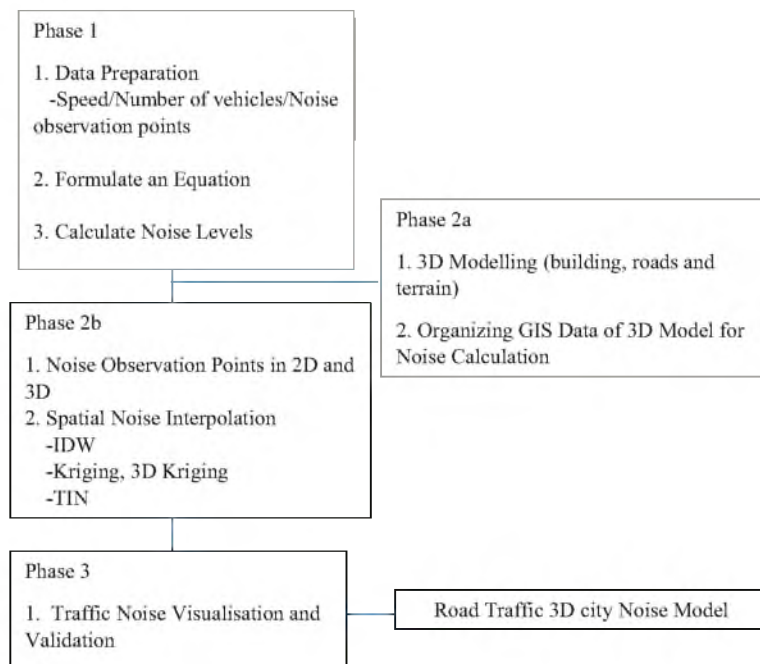 Phase 1
1. Data Preparation
-Speed/Number of vehicles/Noise
observation points
2. Formulate an Equation
3. Calculate Noise Levels
Phase 2a
1. 3D Modelling (building, roads and
terrain)
2. Organizing GIS Data of 3D Model for
Noise Calculation
Phase 2b
1. Noise Observation Points in 2D and
3D
2. Spatial Noise Interpolation
-IDW
-Kriging, 3D Kriging
-TIN
Phase 3
1. Traffic Noise Visualisation and
Validation
Road Traffic 3D city Noise Model